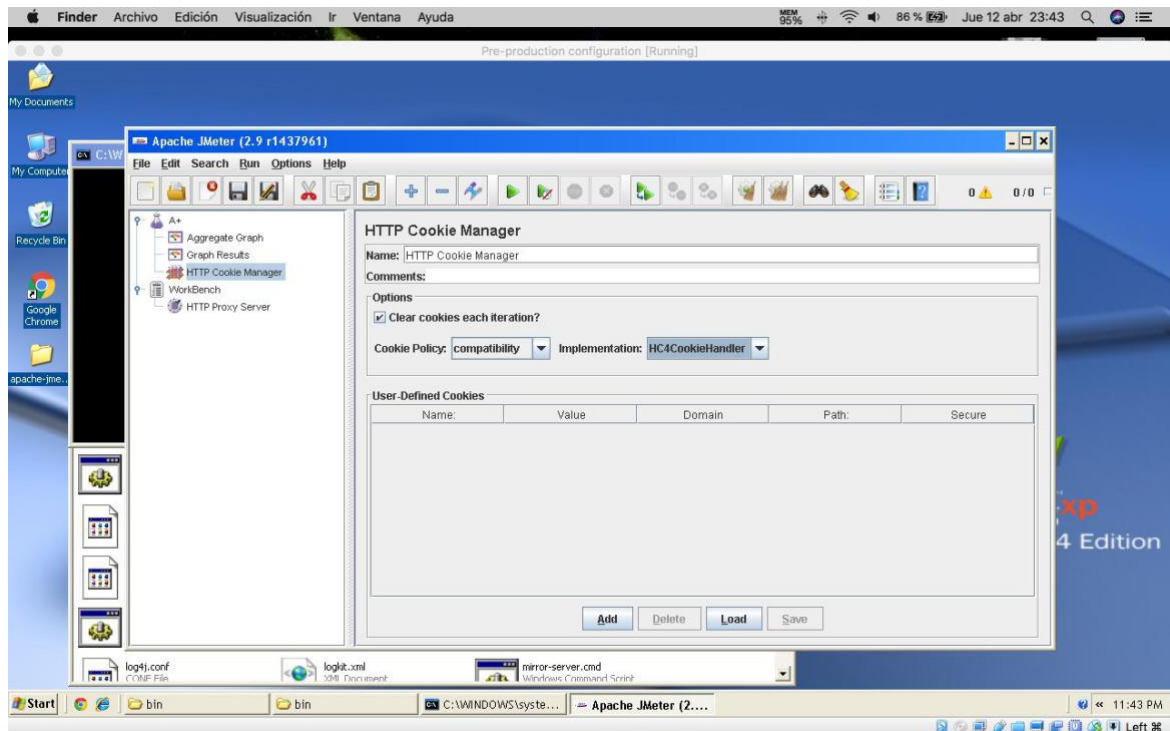 Finder Archivo Edición Visualización Ir Ventana Ayuda MEM 95% 86 % Jue 12 abr 23:43
Pre-production configuration [Running]
My Documents
My Computer
Recycle Bin
Google Chrome
apache-jme...
C:\W
Apache JMeter (2.9 r1437961)
File Edit Search Run Options Help
0 0 / 0
A+
Aggregate Graph
Graph Results
HTTP Cookie Manager
WorkBench
HTTP Proxy Server
HTTP Cookie Manager
Name: HTTP Cookie Manager
Comments:
Options
Clear cookies each iteration?
Cookie Policy: compatibility Implementation: HC4CookieHandler
User-Defined Cookies
Name: Value Domain Path: Secure
Add Delete Load Save
xp
4 Edition
log4j.conf
CONF File
logkit.xml
XML Document
mirror-server.cmd
Windows Command Script
Start bin bin C:\WINDOWS\syste... Apache JMeter (2.... 11:43 PM
Left ⌘